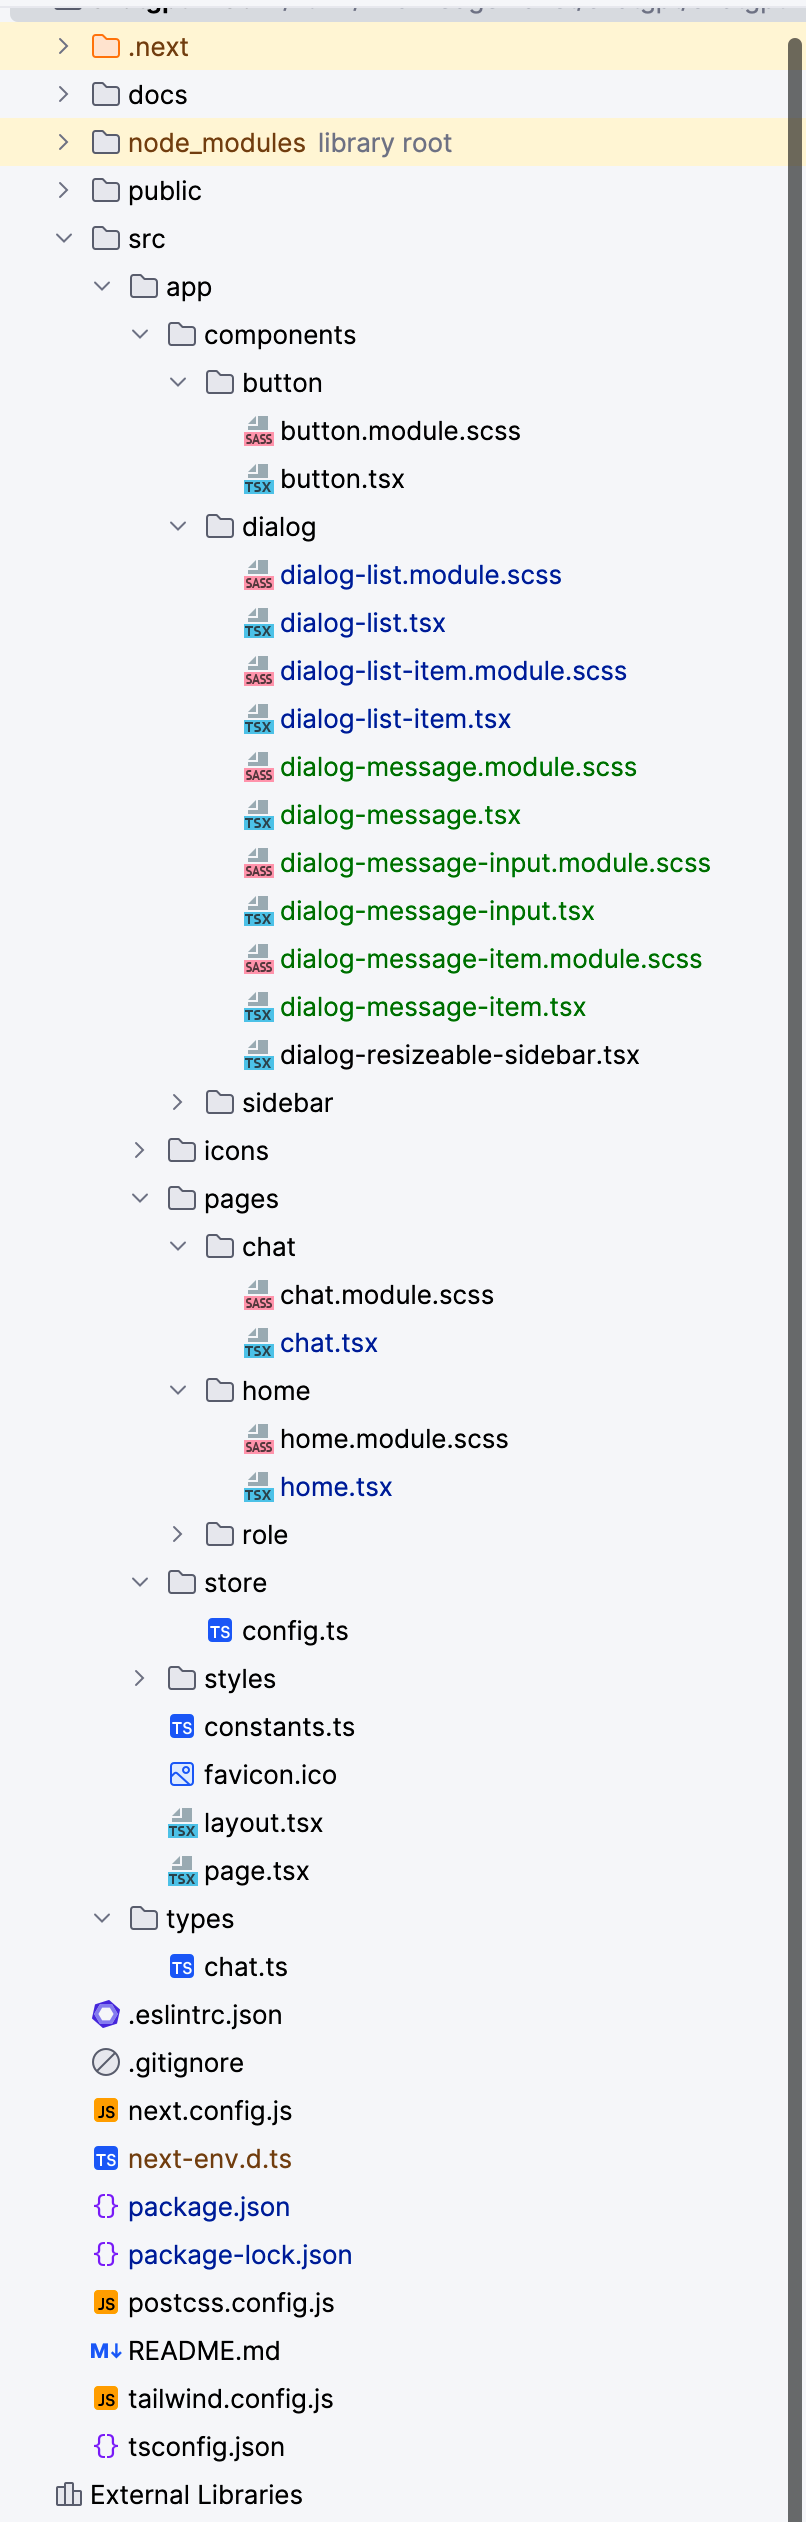 .next
docs
node_modules library root
public
src
app
components
button
SASS button.module.scss
TSX button.tsx
dialog
SASS dialog-list.module.scss
TSX dialog-list.tsx
SASS dialog-list-item.module.scss
TSX dialog-list-item.tsx
SASS dialog-message.module.scss
TSX dialog-message.tsx
SASS dialog-message-input.module.scss
TSX dialog-message-input.tsx
SASS dialog-message-item.module.scss
TSX dialog-message-item.tsx
TSX dialog-resizeable-sidebar.tsx
sidebar
icons
pages
chat
SASS chat.module.scss
TSX chat.tsx
home
SASS home.module.scss
TSX home.tsx
role
store
TS config.ts
styles
TS constants.ts
favicon.ico
TSX layout.tsx
TSX page.tsx
types
TS chat.ts
.eslintrc.json
.gitignore
JS next.config.js
TS next-env.d.ts
{} package.json
{} package-lock.json
JS postcss.config.js
M↓ README.md
JS tailwind.config.js
{} tsconfig.json
External Libraries